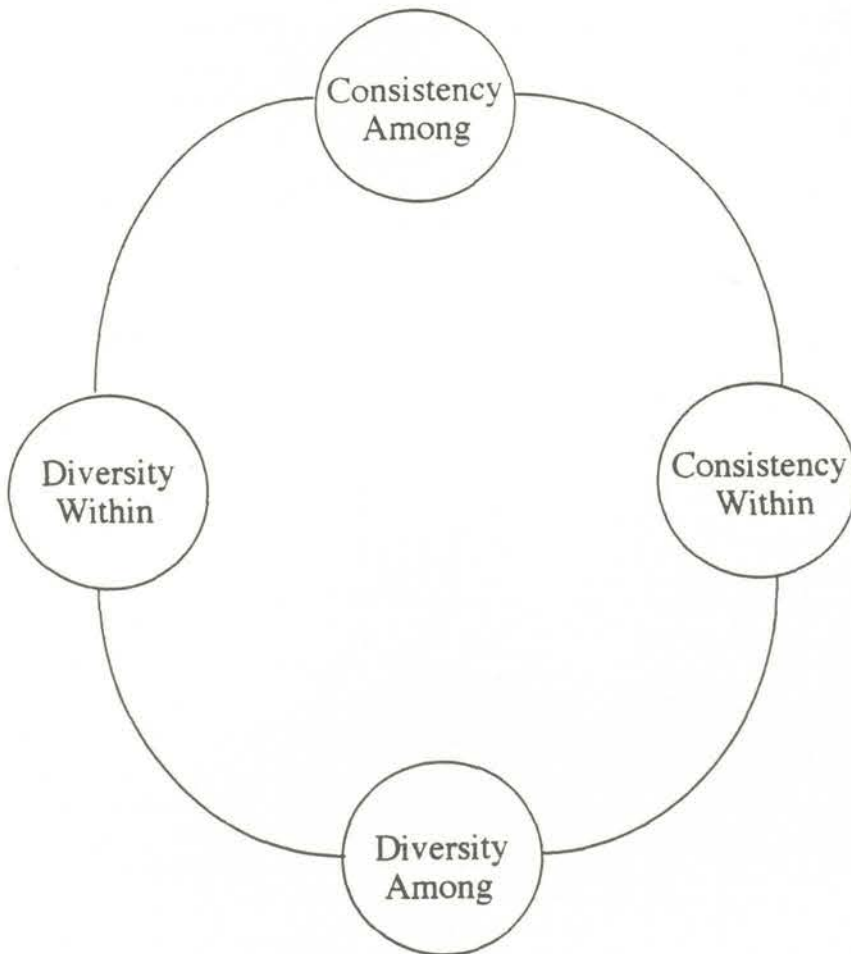 Consistency
Among
Diversity
Within
Consistency
Within
Diversity
Among